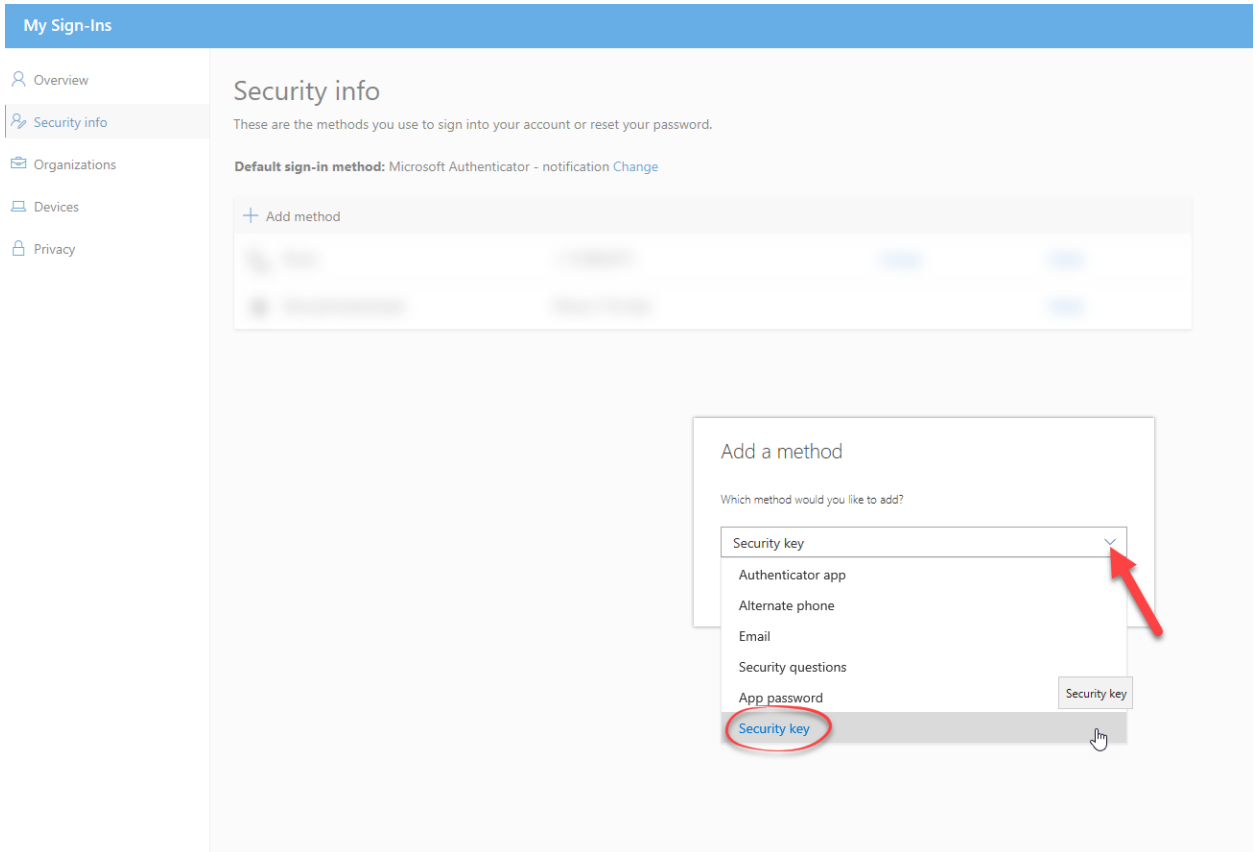 My Sign-Ins
Overview
Security info
Organizations
Devices
Privacy
Security info
These are the methods you use to sign into your account or reset your password.
Default sign-in method: Microsoft Authenticator - notification Change
Add method
Add a method
Which method would you like to add?
Security key
Authenticator app
Alternate phone
Email
Security questions
App password
Security key
Security key